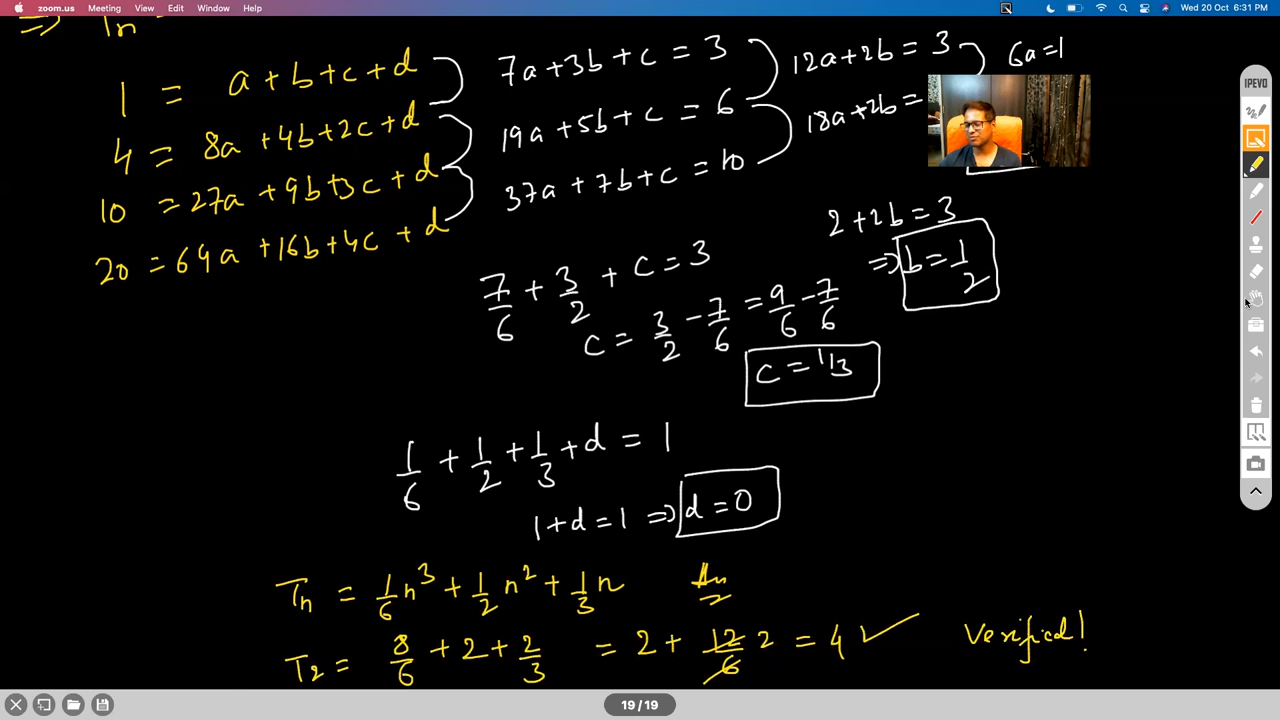 zoom.us Meeting View Edit Window Help Wed 20 Oct 6:31 PM
⇒ Tn =
1 = a + b + c + d
4 = 8a + 4b + 2c + d
10 = 27a + 9b + 3c + d
20 = 64a + 16b + 4c + d
7a + 3b + c = 3
19a + 5b + c = 6
37a + 7b + c = 10
12a + 2b = 3
18a + 2b =
6a = 1
2 + 2b = 3
⇒ b = 1/2
7/6 + 3/2 + c = 3
c = 3/2 - 7/6 = 9/6 - 7/6
c = 1/3
1/6 + 1/2 + 1/3 + d = 1
1 + d = 1 ⇒ d = 0
Tn = 1/6 n³ + 1/2 n² + 1/3 n Ans
T2 = 8/6 + 2 + 2/3 = 2 + 12/6 2 = 4 ✓ Verified!
IPEVO
19 / 19